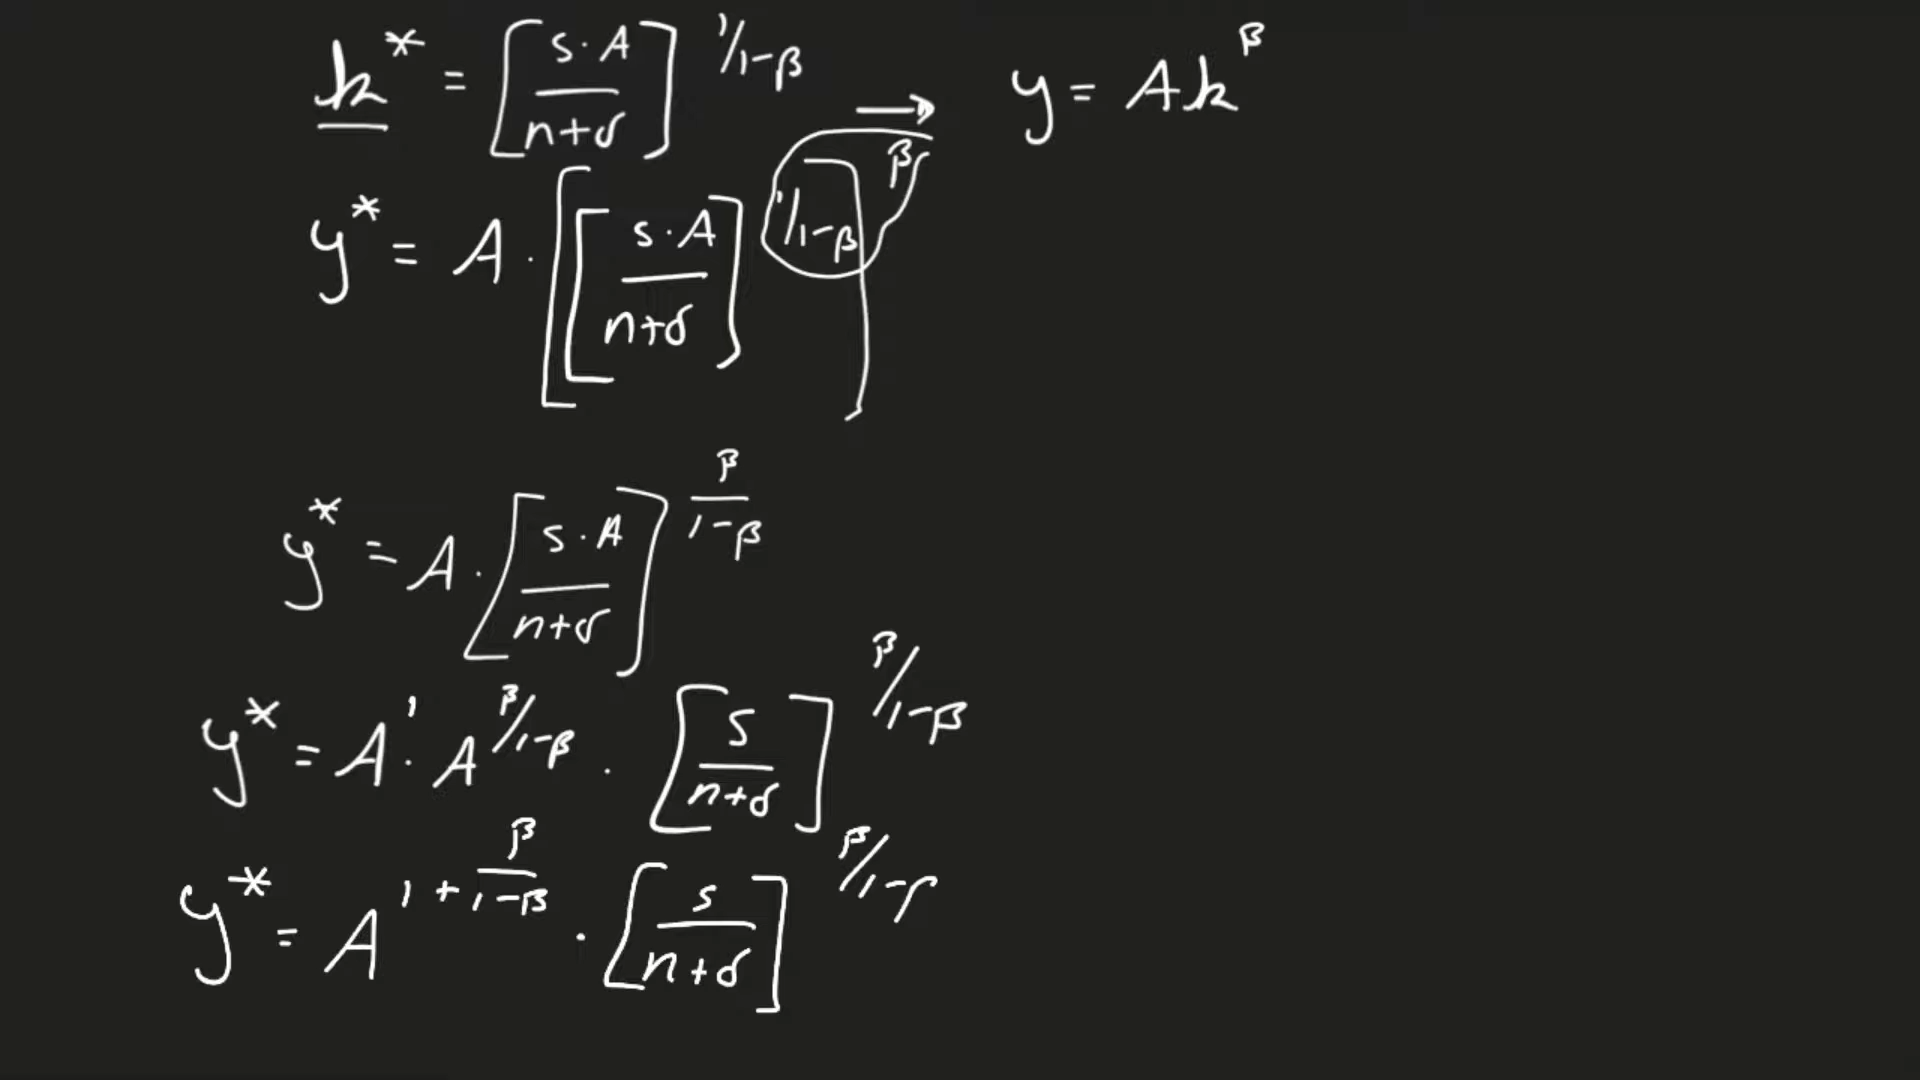 k* = [s·A / n+δ]^(1/1-β) → y = Ak^β
y* = A · [[s·A / n+δ]^(1/1-β)]^β
y* = A · [s·A / n+δ]^(β/1-β)
y* = A^1 · A^(β/1-β) · [s / n+δ]^(β/1-β)
y* = A^(1 + β/1-β) · [s / n+δ]^(β/1-β)